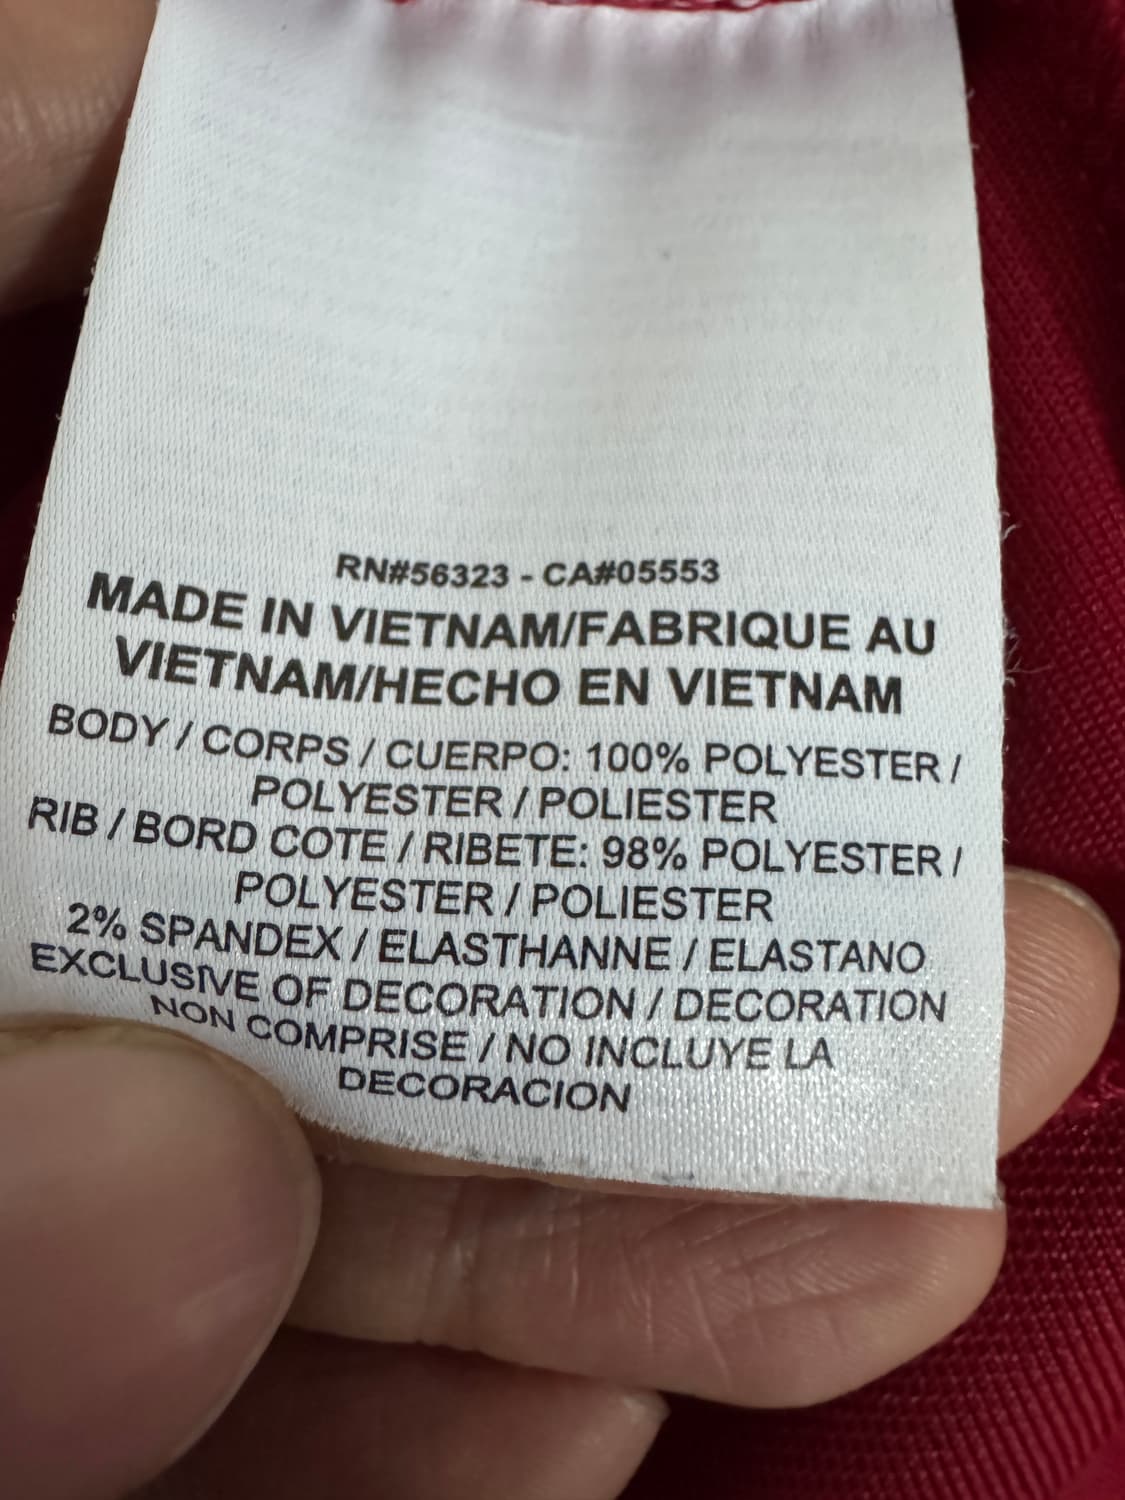 RN#56323 - CA#05553
MADE IN VIETNAM/FABRIQUE AU
VIETNAM/HECHO EN VIETNAM
BODY / CORPS / CUERPO: 100% POLYESTER /
POLYESTER / POLIESTER
RIB / BORD COTE / RIBETE: 98% POLYESTER /
POLYESTER / POLIESTER
2% SPANDEX / ELASTHANNE / ELASTANO
EXCLUSIVE OF DECORATION / DECORATION
NON COMPRISE / NO INCLUYE LA
DECORACION